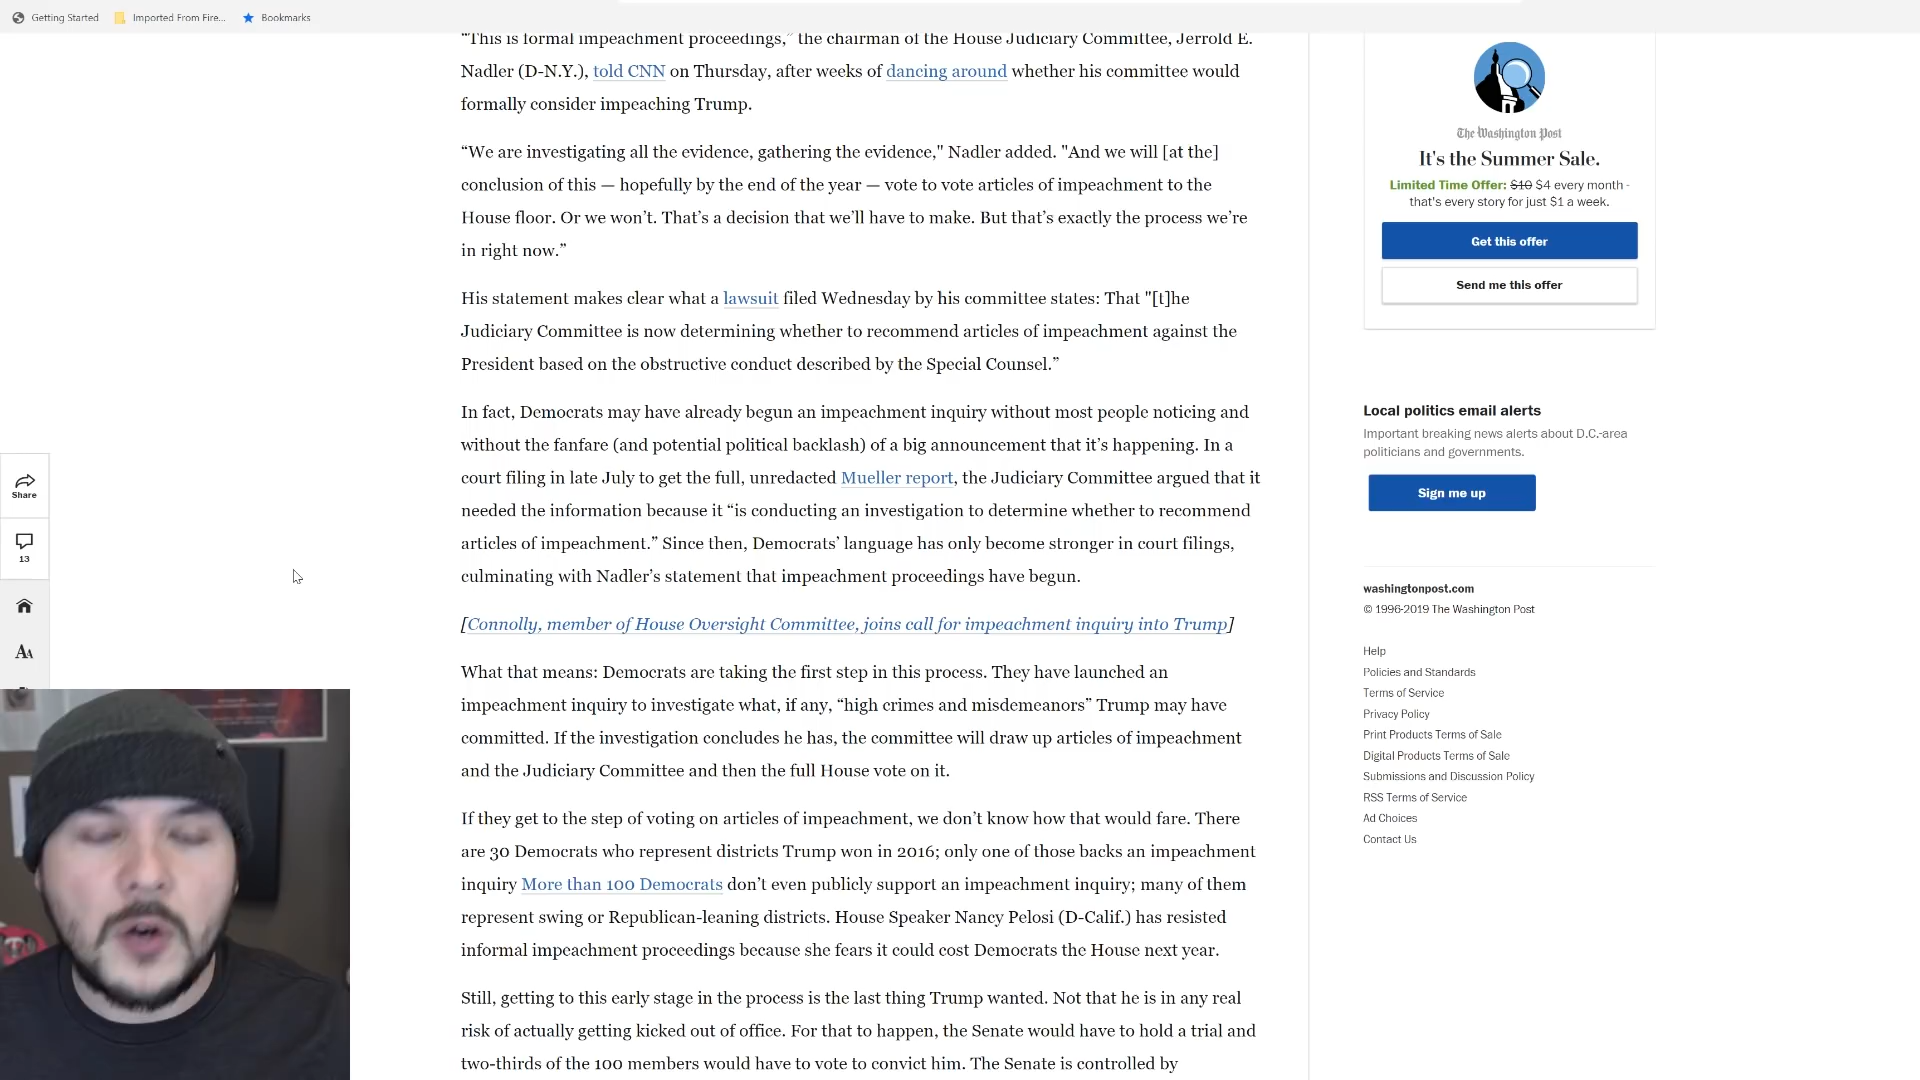 Getting Started
Imported From Fire...
Bookmarks
“This is formal impeachment proceedings,” the chairman of the House Judiciary Committee, Jerrold E.
Nadler (D-N.Y.), told CNN on Thursday, after weeks of dancing around whether his committee would
formally consider impeaching Trump.
“We are investigating all the evidence, gathering the evidence," Nadler added. "And we will [at the]
conclusion of this — hopefully by the end of the year — vote to vote articles of impeachment to the
House floor. Or we won’t. That’s a decision that we’ll have to make. But that’s exactly the process we’re
in right now.”
His statement makes clear what a lawsuit filed Wednesday by his committee states: That "[t]he
Judiciary Committee is now determining whether to recommend articles of impeachment against the
President based on the obstructive conduct described by the Special Counsel.”
In fact, Democrats may have already begun an impeachment inquiry without most people noticing and
without the fanfare (and potential political backlash) of a big announcement that it’s happening. In a
court filing in late July to get the full, unredacted Mueller report, the Judiciary Committee argued that it
needed the information because it “is conducting an investigation to determine whether to recommend
articles of impeachment.” Since then, Democrats’ language has only become stronger in court filings,
culminating with Nadler’s statement that impeachment proceedings have begun.
[Connolly, member of House Oversight Committee, joins call for impeachment inquiry into Trump]
What that means: Democrats are taking the first step in this process. They have launched an
impeachment inquiry to investigate what, if any, “high crimes and misdemeanors” Trump may have
committed. If the investigation concludes he has, the committee will draw up articles of impeachment
and the Judiciary Committee and then the full House vote on it.
If they get to the step of voting on articles of impeachment, we don’t know how that would fare. There
are 30 Democrats who represent districts Trump won in 2016; only one of those backs an impeachment
inquiry More than 100 Democrats don’t even publicly support an impeachment inquiry; many of them
represent swing or Republican-leaning districts. House Speaker Nancy Pelosi (D-Calif.) has resisted
informal impeachment proceedings because she fears it could cost Democrats the House next year.
Still, getting to this early stage in the process is the last thing Trump wanted. Not that he is in any real
risk of actually getting kicked out of office. For that to happen, the Senate would have to hold a trial and
two-thirds of the 100 members would have to vote to convict him. The Senate is controlled by
Share
13
AA
The Washington Post
It's the Summer Sale.
Limited Time Offer: $10 $4 every month -
that's every story for just $1 a week.
Get this offer
Send me this offer
Local politics email alerts
Important breaking news alerts about D.C.-area
politicians and governments.
Sign me up
washingtonpost.com
© 1996-2019 The Washington Post
Help
Policies and Standards
Terms of Service
Privacy Policy
Print Products Terms of Sale
Digital Products Terms of Sale
Submissions and Discussion Policy
RSS Terms of Service
Ad Choices
Contact Us